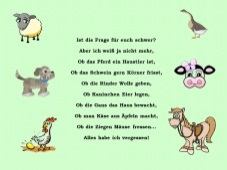 Ist die Frage für euch schwer?
Aber ich weiß ja nicht mehr,
Ob das Pferd ein Haustier ist,
Ob das Schwein gern Körner frisst,
Ob die Rinder Wolle geben,
Ob Kaninchen Eier legen,
Ob die Gans das Haus bewacht,
Ob man Käse aus Äpfeln macht,
Ob die Ziegen Mäuse fressen...
Alles habe ich vergessen!